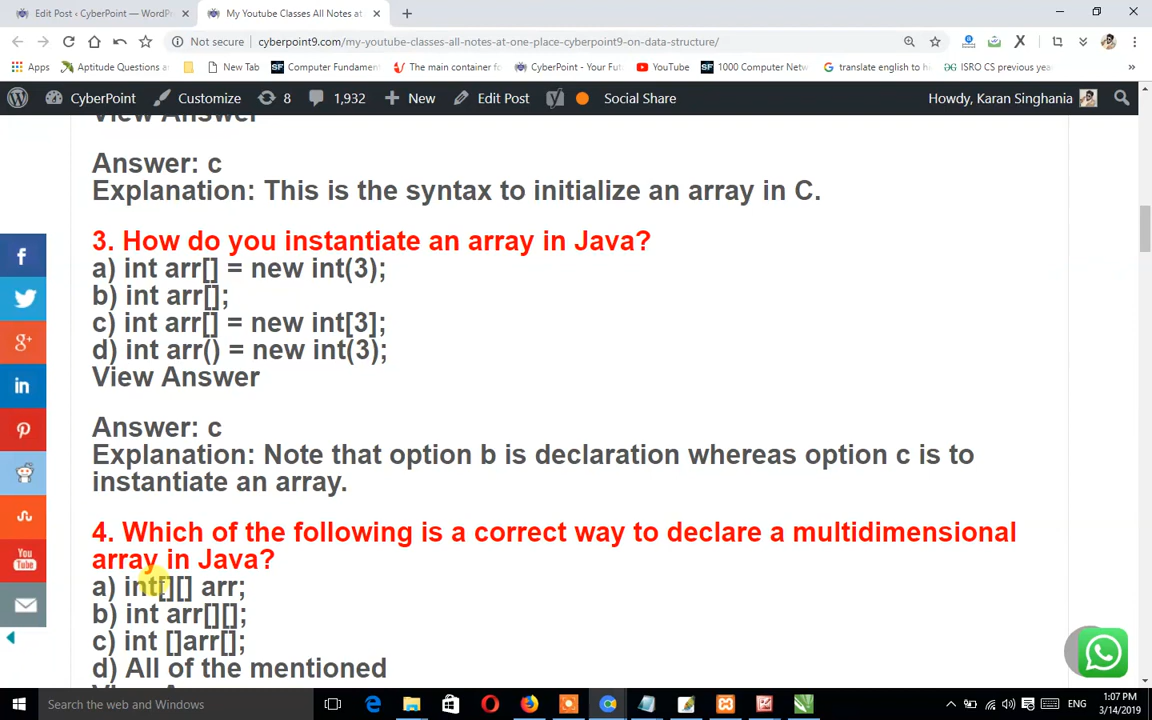 Edit Post ‹ CyberPoint — WordP
My Youtube Classes All Notes at
Not secure
cyberpoint9.com/my-youtube-classes-all-notes-at-one-place-cyberpoint9-on-data-structure/
Apps
Aptitude Questions a
New Tab
Computer Fundament
The main container fo
CyberPoint - Your Fut
YouTube
1000 Computer Netw
translate english to h
ISRO CS previous yea
CyberPoint
Customize
8
1,932
New
Edit Post
Social Share
Howdy, Karan Singhania
View Answer
Answer: c
Explanation: This is the syntax to initialize an array in C.
3. How do you instantiate an array in Java?
a) int arr[] = new int(3);
b) int arr[];
c) int arr[] = new int[3];
d) int arr() = new int(3);
View Answer
Answer: c
Explanation: Note that option b is declaration whereas option c is to
instantiate an array.
4. Which of the following is a correct way to declare a multidimensional
array in Java?
a) int[][] arr;
b) int arr[][];
c) int []arr[];
d) All of the mentioned
You
Tube
Search the web and Windows
ENG
1:07 PM
3/14/2019